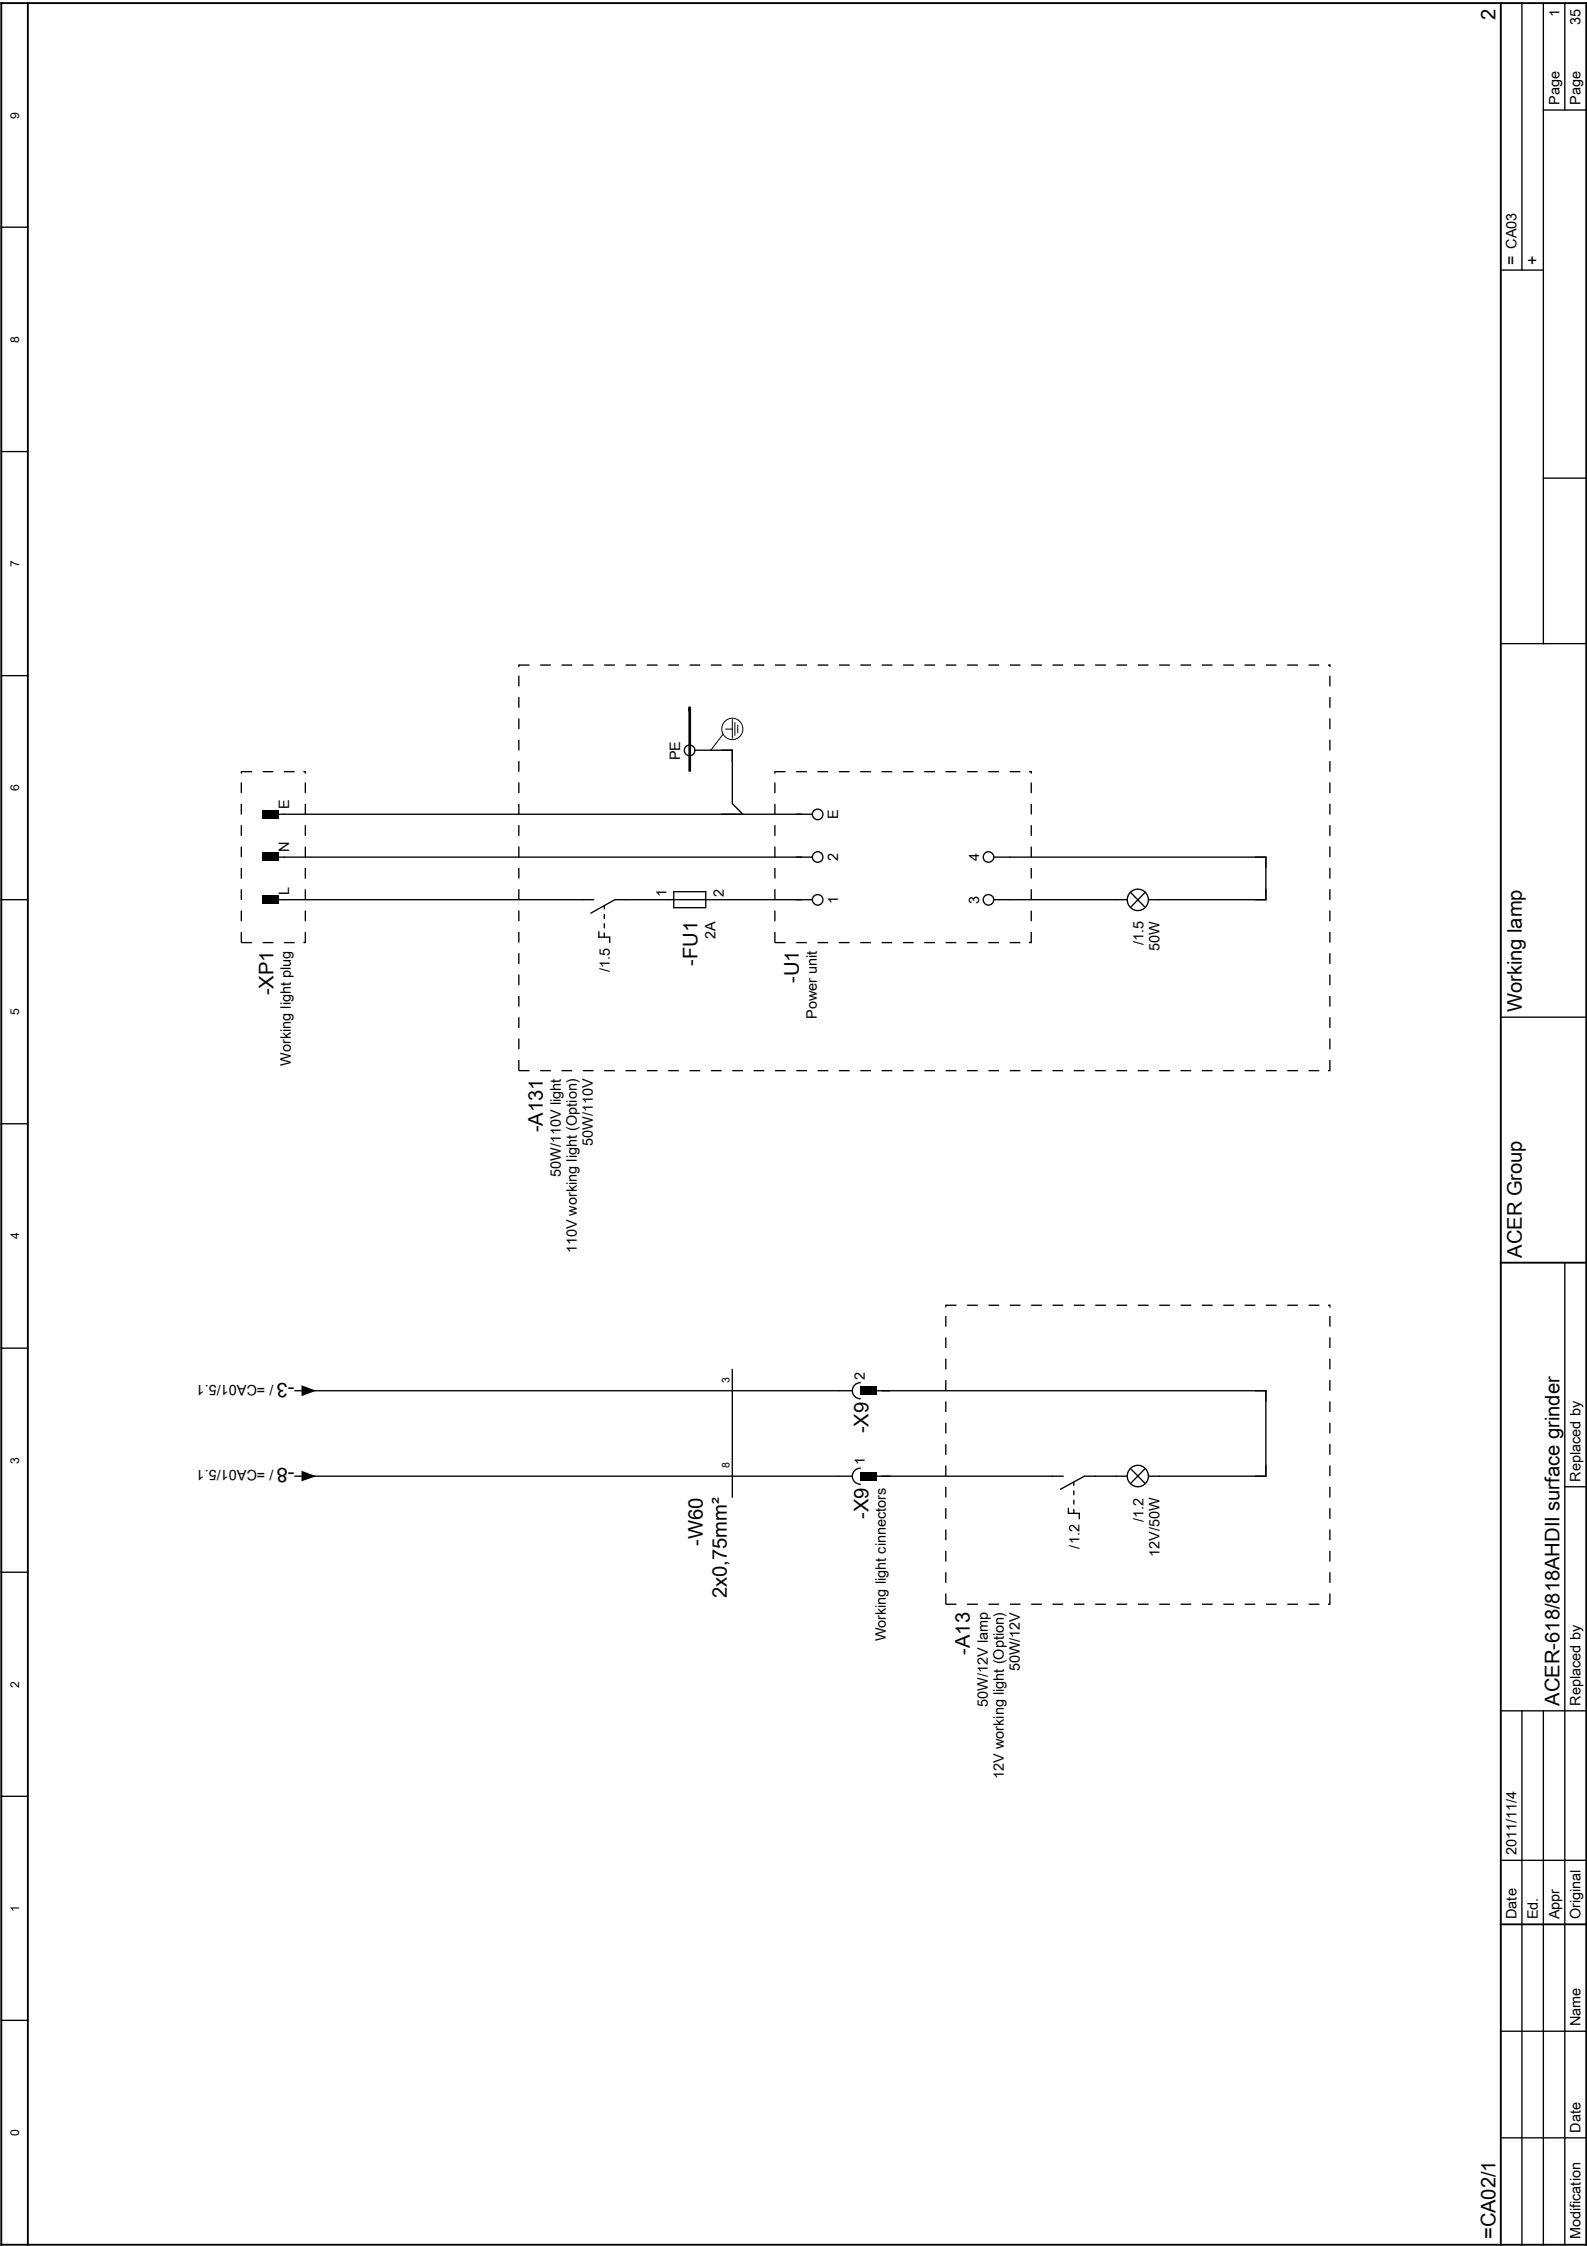 0 1 2 3 4 5 6 7 8 9
-8 / =CA01/5.1
-3 / =CA01/5.1
-W60
2x0,75mm²
8
3
-X9
1
Working light cinnectors
-X9
2
-A13
50W/12V lamp
12V working light (Option)
50W/12V
/1.2
/1.2
12V/50W
-XP1
Working light plug
L
N
E
-A131
50W/110V light
110V working light (Option)
50W/110V
/1.5
-FU1
2A
1
2
PE
-U1
Power unit
1
2
E
3
4
/1.5
50W
=CA02/1
2
Date
2011/11/4
ACER Group
Working lamp
= CA03
Ed.
+
Appr
ACER-618/818AHDII surface grinder
Page
1
Modification
Date
Name
Original
Replaced by
Replaced by
Page
35